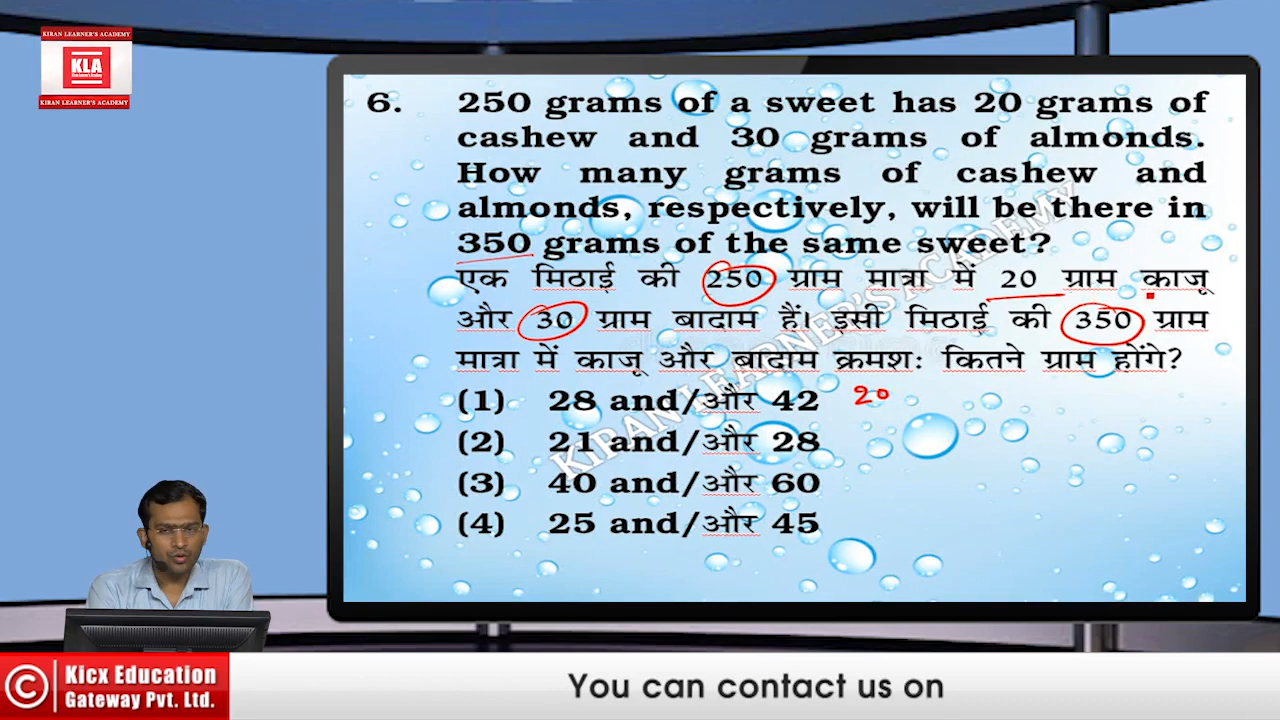 KIRAN LEARNER'S ACADEMY
KLA
Kiran Learner's Academy
KIRAN LEARNER'S ACADEMY
6. 250 grams of a sweet has 20 grams of
cashew and 30 grams of almonds.
How many grams of cashew and
almonds, respectively, will be there in
350 grams of the same sweet?
एक मिठाई की 250 ग्राम मात्रा में 20 ग्राम काजू
और 30 ग्राम बादाम हैं। इसी मिठाई की 350 ग्राम
मात्रा में काजू और बादाम क्रमशः कितने ग्राम होंगे?
(1) 28 and/और 42 20
(2) 21 and/और 28
(3) 40 and/और 60
(4) 25 and/और 45
KIRAN LEARNER'S ACADEMY
© Kicx Education
Gateway Pvt. Ltd.
You can contact us on